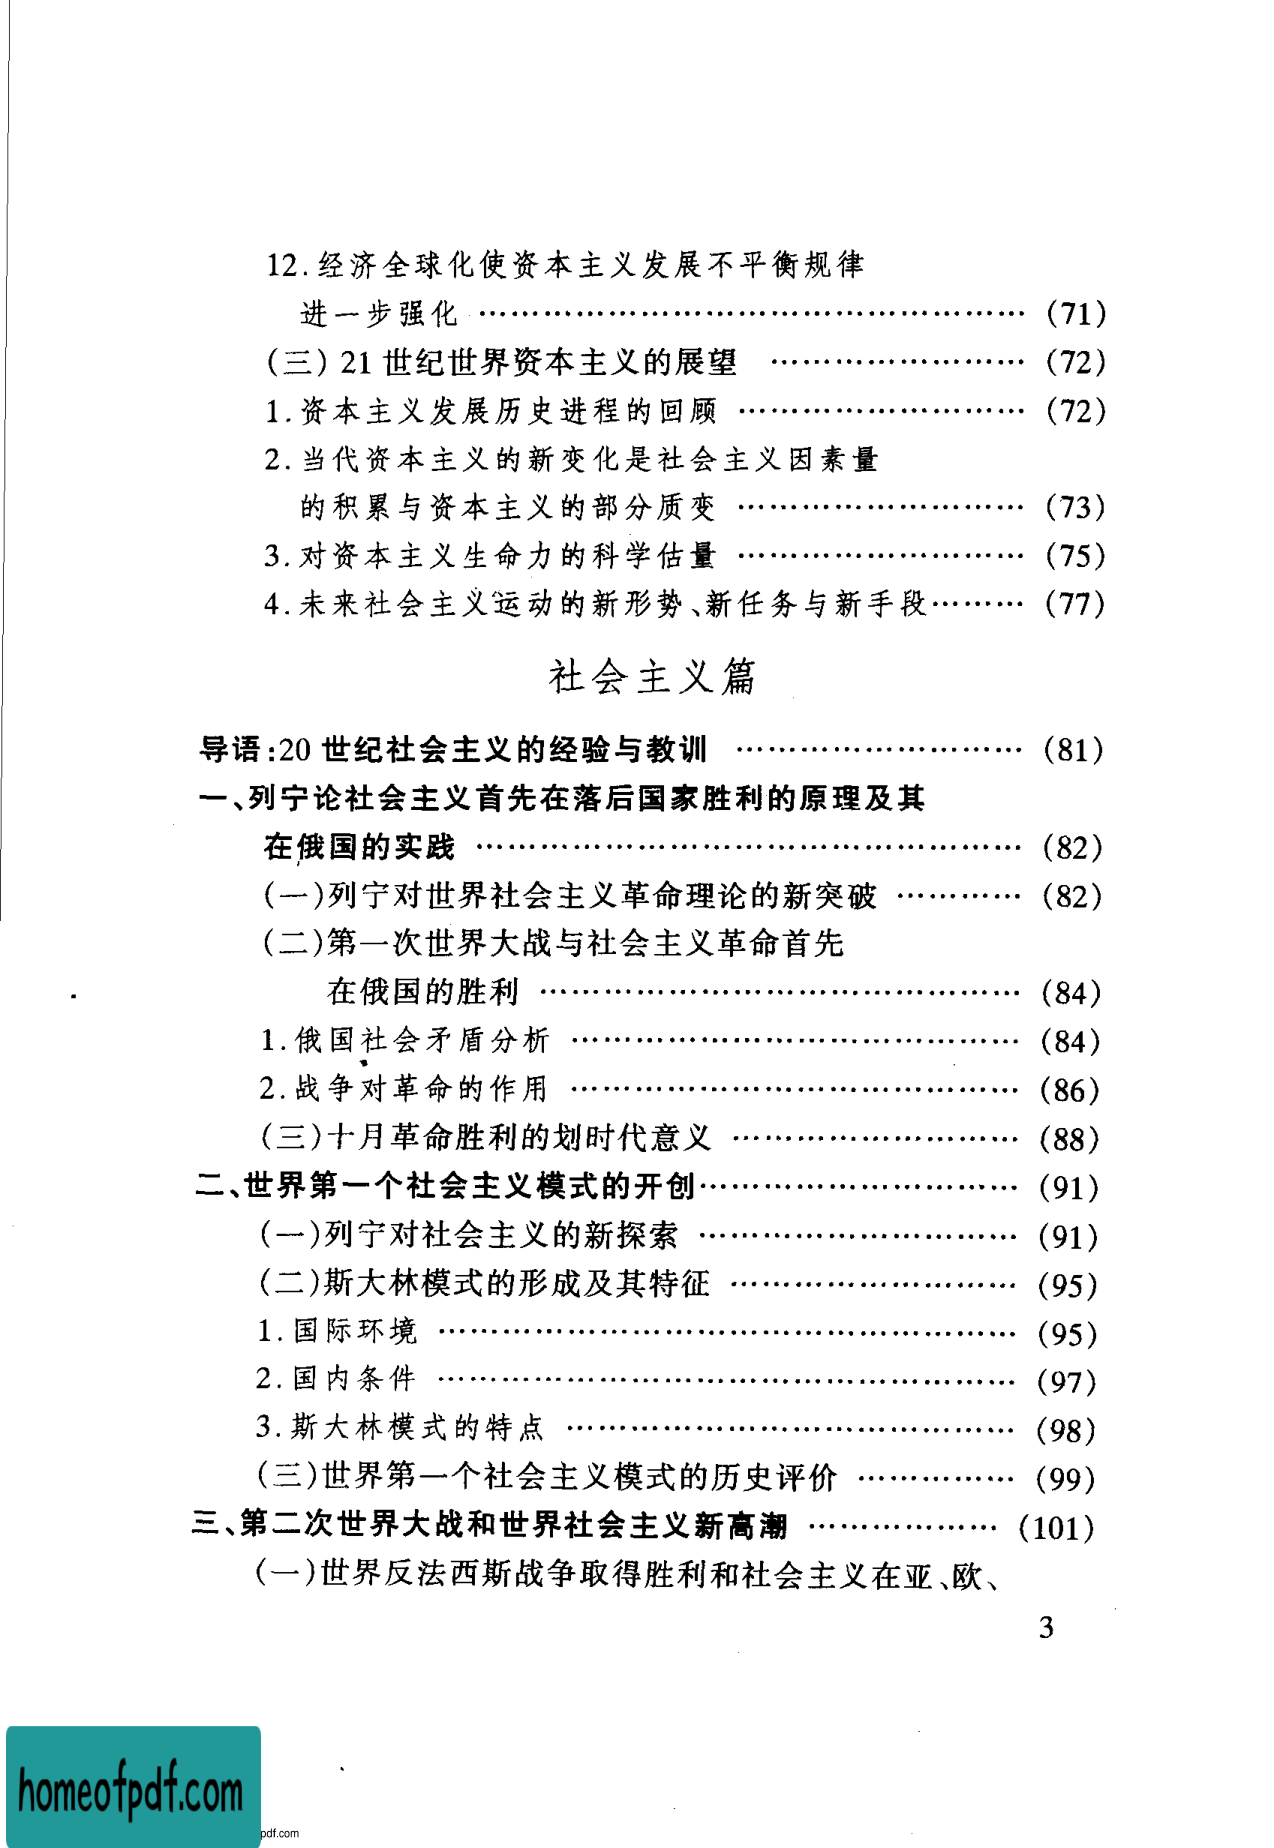 12.经济全球化使资本主义发展不平衡规律
进一步强化 ………………………………………… (71)
(三) 21世纪世界资本主义的展望 …………………… (72)
1.资本主义发展历史进程的回顾 ……………………… (72)
2.当代资本主义的新变化是社会主义因素量
的积累与资本主义的部分质变 ……………………… (73)
3.对资本主义生命力的科学估量 ……………………… (75)
4.未来社会主义运动的新形势、新任务与新手段……… (77)
社会主义篇
导语:20世纪社会主义的经验与教训 ……………………… (81)
一、列宁论社会主义首先在落后国家胜利的原理及其
在俄国的实践 ………………………………………… (82)
(一)列宁对世界社会主义革命理论的新突破 ………… (82)
(二)第一次世界大战与社会主义革命首先
在俄国的胜利 ……………………………………… (84)
1.俄国社会矛盾分析 …………………………………… (84)
2.战争对革命的作用 …………………………………… (86)
(三)十月革命胜利的划时代意义 ……………………… (88)
二、世界第一个社会主义模式的开创………………………… (91)
(一)列宁对社会主义的新探索 ………………………… (91)
(二)斯大林模式的形成及其特征 ……………………… (95)
1.国际环境 ……………………………………………… (95)
2.国内条件 ……………………………………………… (97)
3.斯大林模式的特点 …………………………………… (98)
(三)世界第一个社会主义模式的历史评价 …………… (99)
三、第二次世界大战和世界社会主义新高潮 ……………… (101)
(一)世界反法西斯战争取得胜利和社会主义在亚、欧、
3
homeofpdf.com
pdf.com